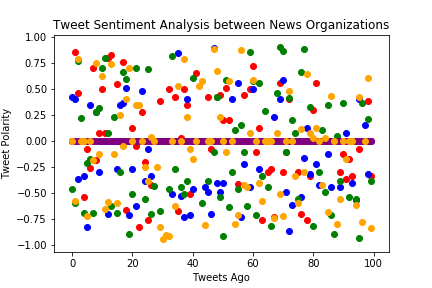 Tweet Sentiment Analysis between News Organizations
1.00
0.75
0.50
0.25
0.00
−0.25
−0.50
−0.75
−1.00
Tweet Polarity
0 20 40 60 80 100
Tweets Ago